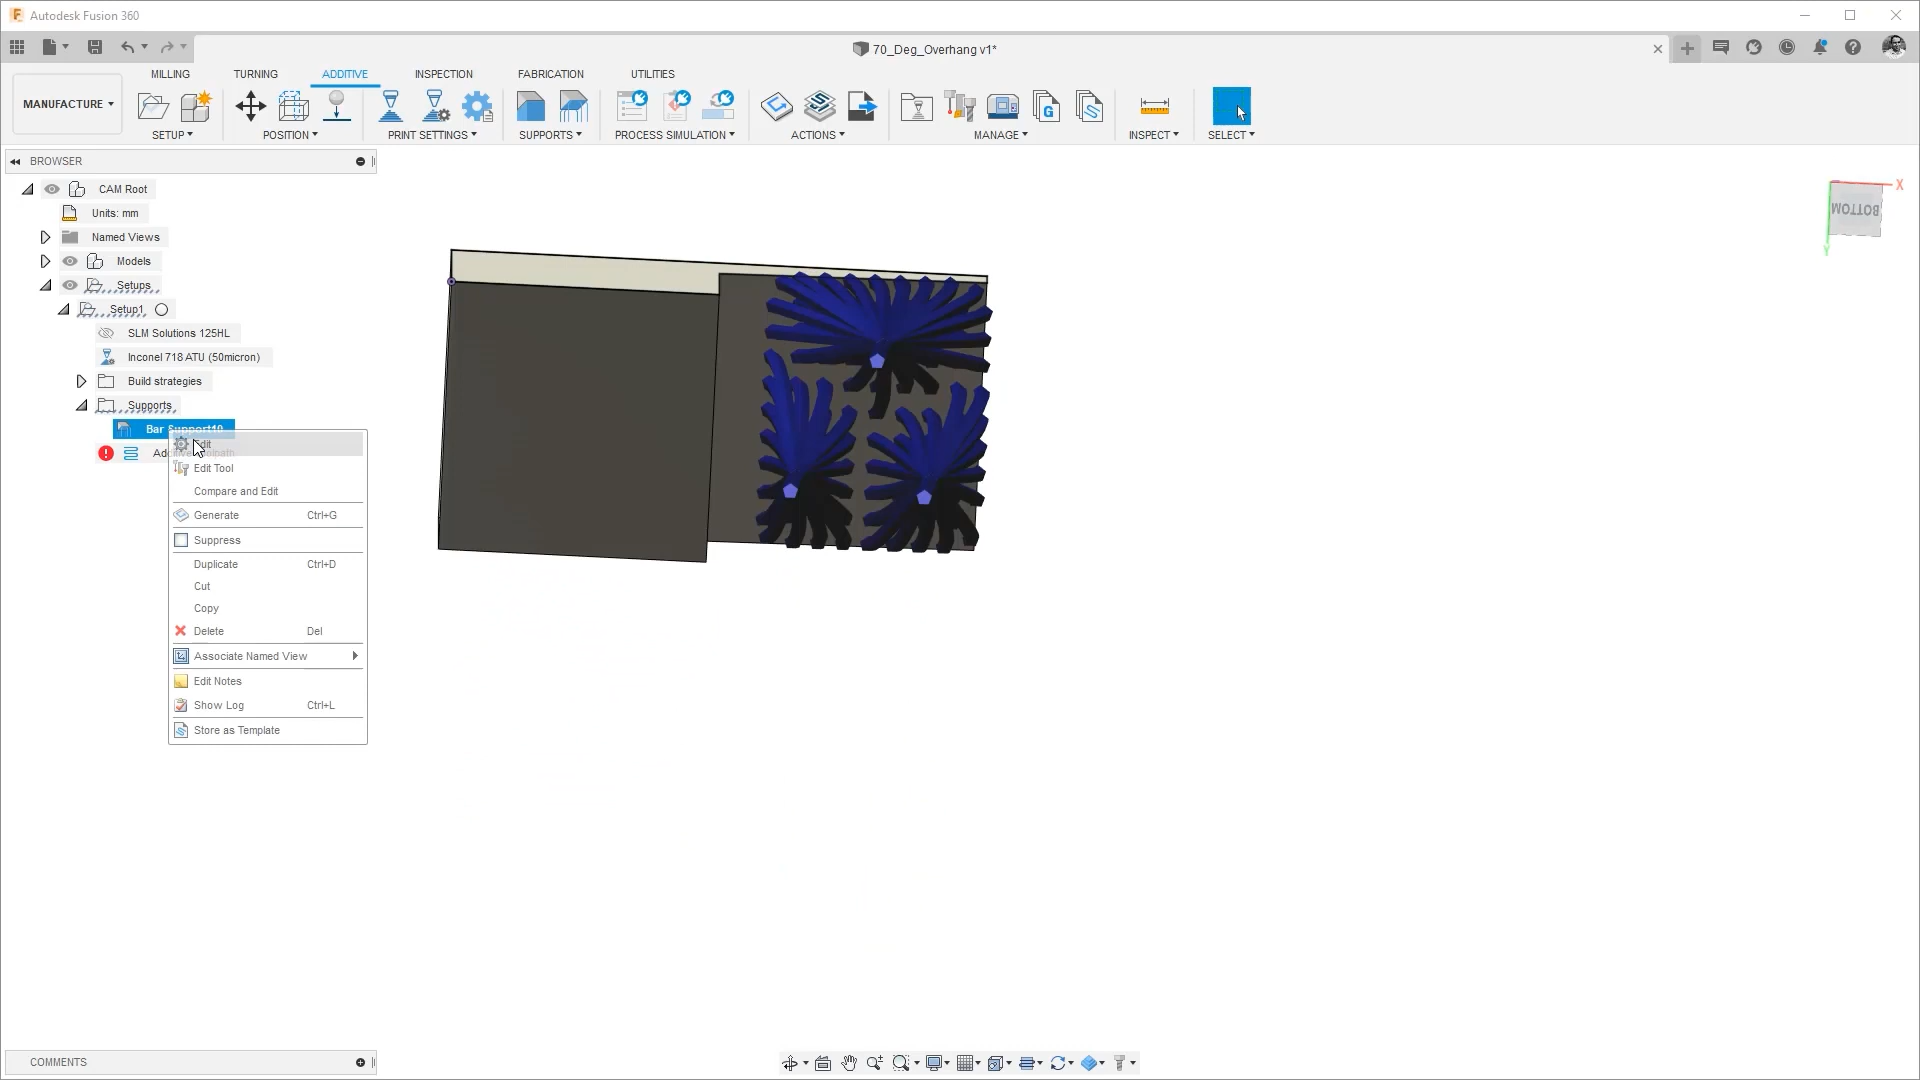 Autodesk Fusion 360
70_Deg_Overhang v1*
MILLING TURNING ADDITIVE INSPECTION FABRICATION UTILITIES
MANUFACTURE
SETUP POSITION PRINT SETTINGS SUPPORTS PROCESS SIMULATION ACTIONS MANAGE INSPECT SELECT
BROWSER
CAM Root
Units: mm
Named Views
Models
Setups
Setup1
SLM Solutions 125HL
Inconel 718 ATU (50micron)
Build strategies
Supports
Bar Support10
Edit Tool
Compare and Edit
Generate Ctrl+G
Suppress
Duplicate Ctrl+D
Cut
Copy
Delete Del
Associate Named View
Edit Notes
Show Log Ctrl+L
Store as Template
X
BOTTOM
Y
COMMENTS